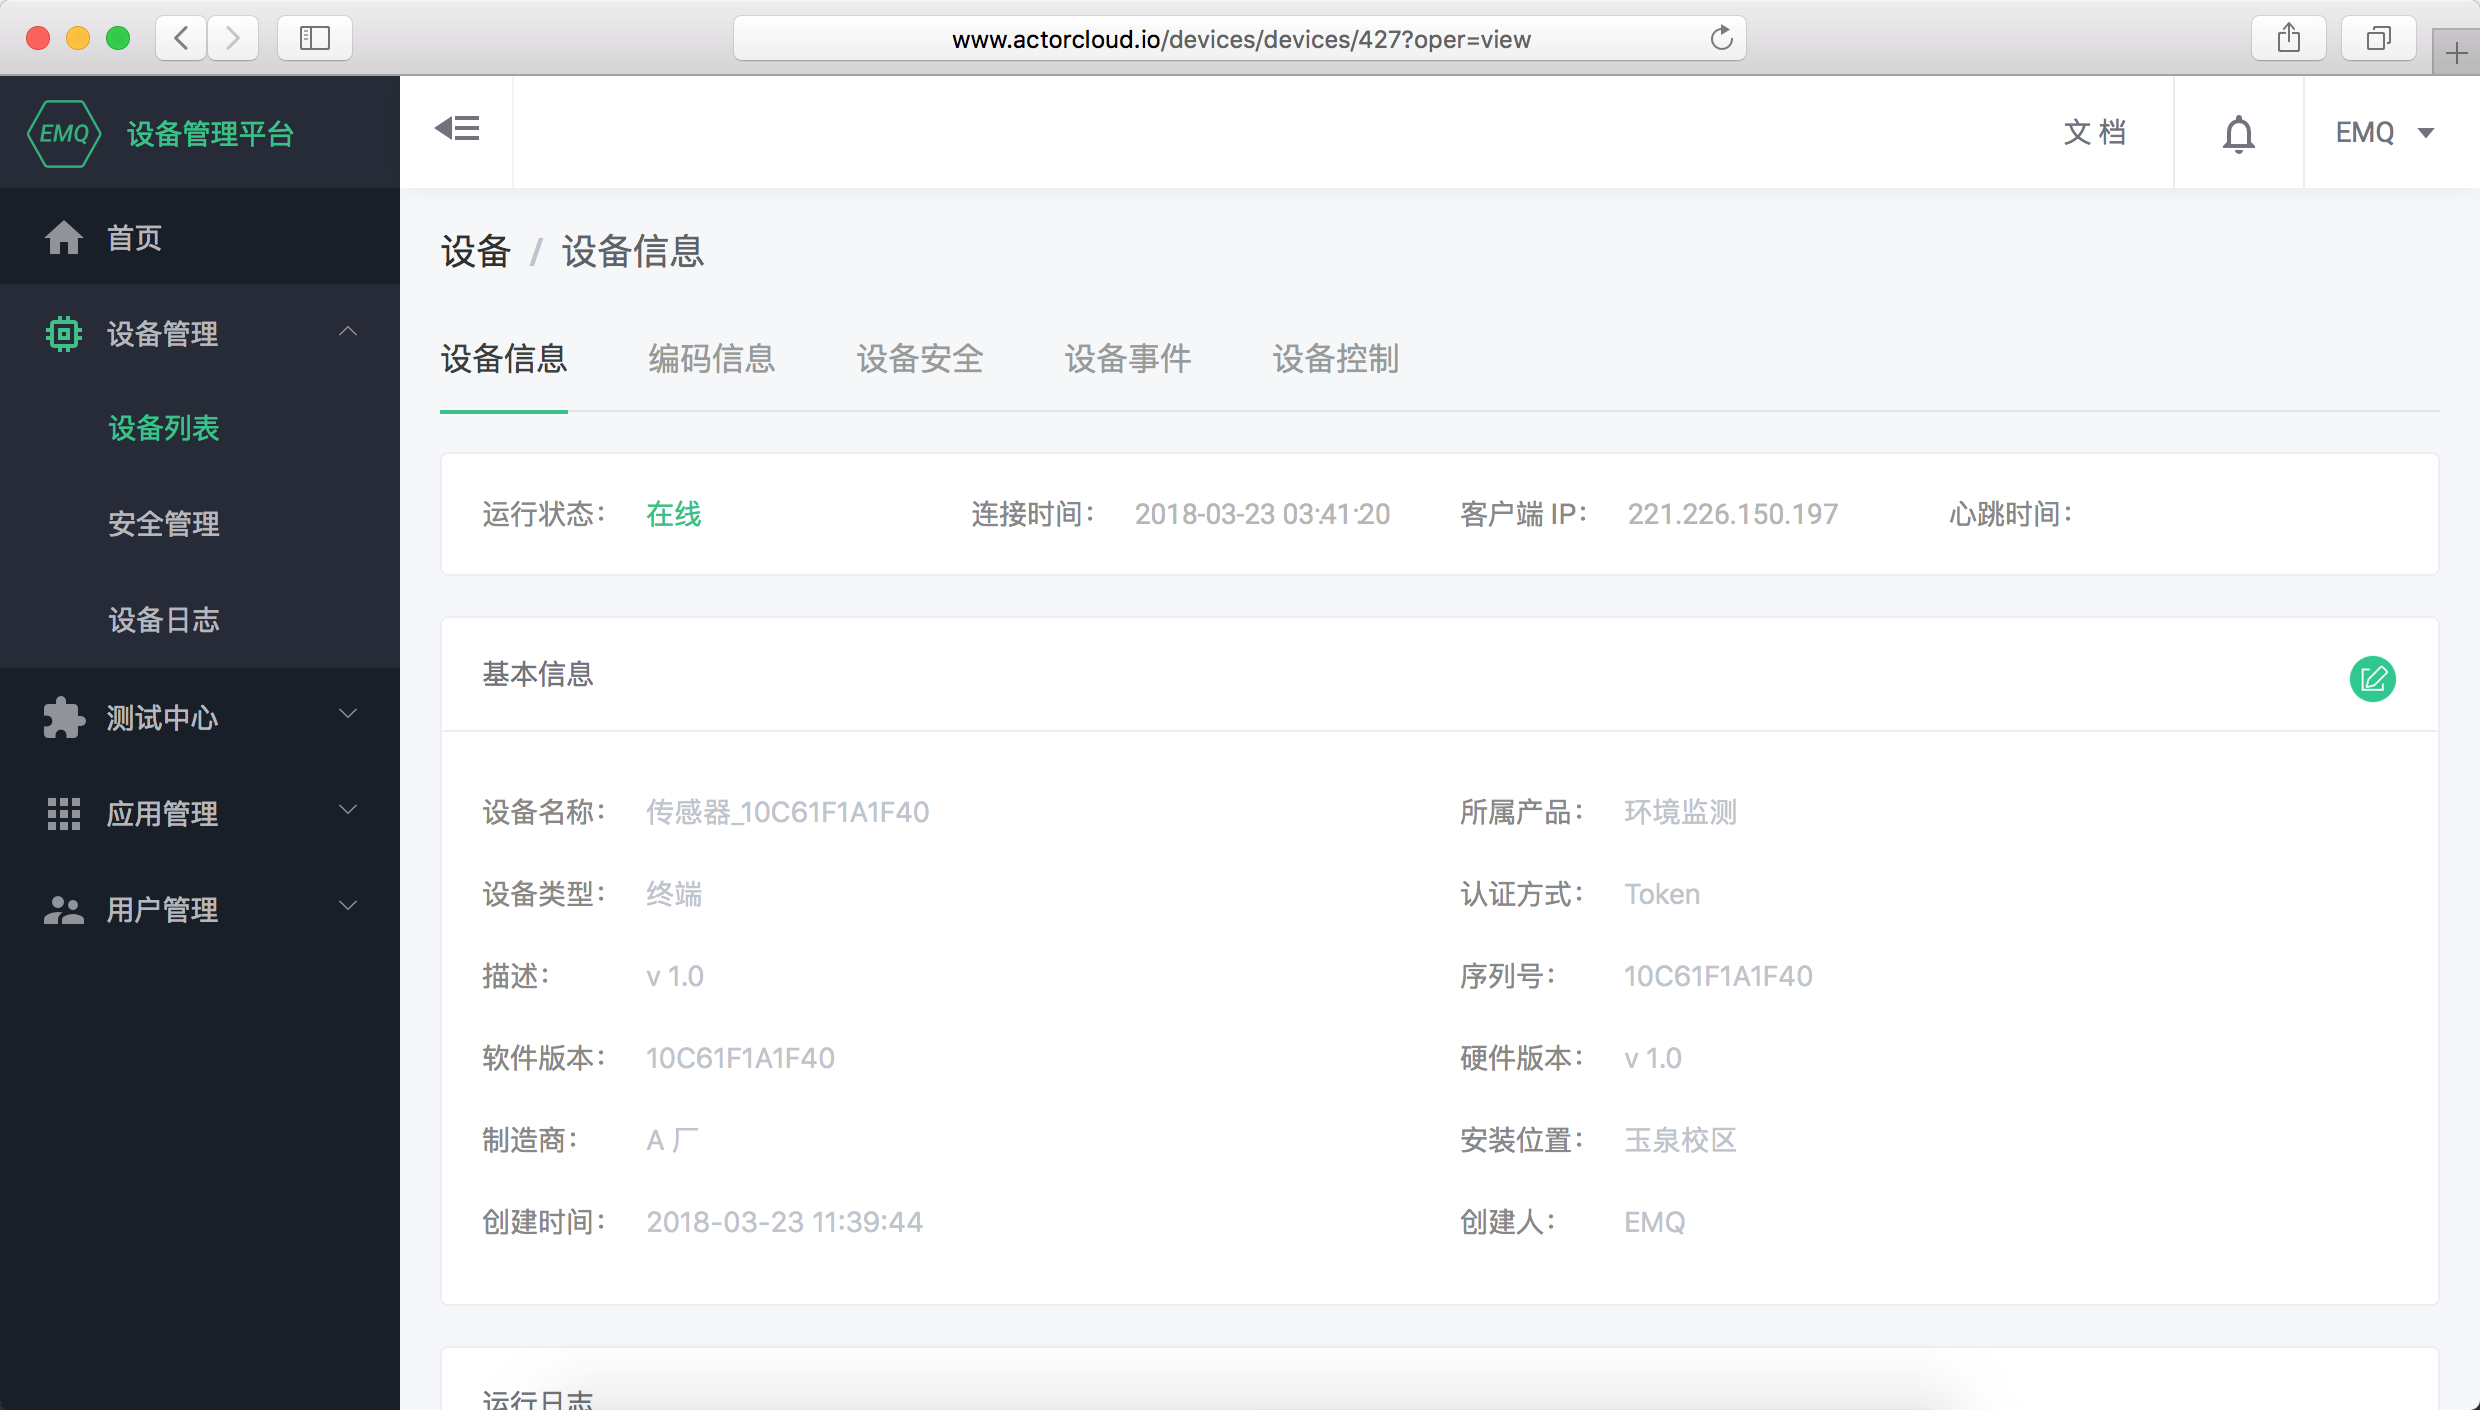 www.actorcloud.io/devices/devices/427?oper=view
EMQ 设备管理平台
文 档
EMQ
首页
设备管理
设备列表
安全管理
设备日志
测试中心
应用管理
用户管理
设备 / 设备信息
设备信息 编码信息 设备安全 设备事件 设备控制
运行状态： 在线 连接时间： 2018-03-23 03:41:20 客户端 IP： 221.226.150.197 心跳时间：
基本信息
设备名称： 传感器_10C61F1A1F40 所属产品： 环境监测
设备类型： 终端 认证方式： Token
描述： v 1.0 序列号： 10C61F1A1F40
软件版本： 10C61F1A1F40 硬件版本： v 1.0
制造商： A 厂 安装位置： 玉泉校区
创建时间： 2018-03-23 11:39:44 创建人： EMQ
运行日志